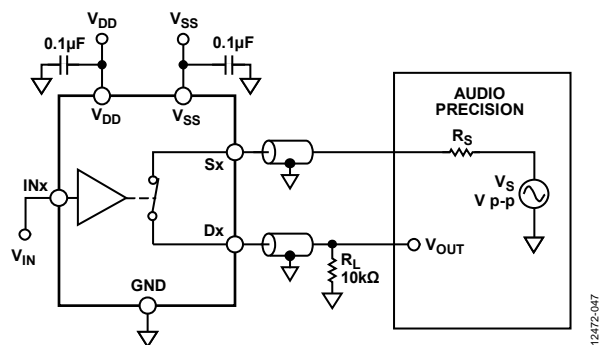 VDD
VSS
0.1µF
0.1µF
VDD
VSS
AUDIO
PRECISION
RS
Sx
VS
V p-p
INx
Dx
VOUT
VIN
RL
10kΩ
GND
12472-047